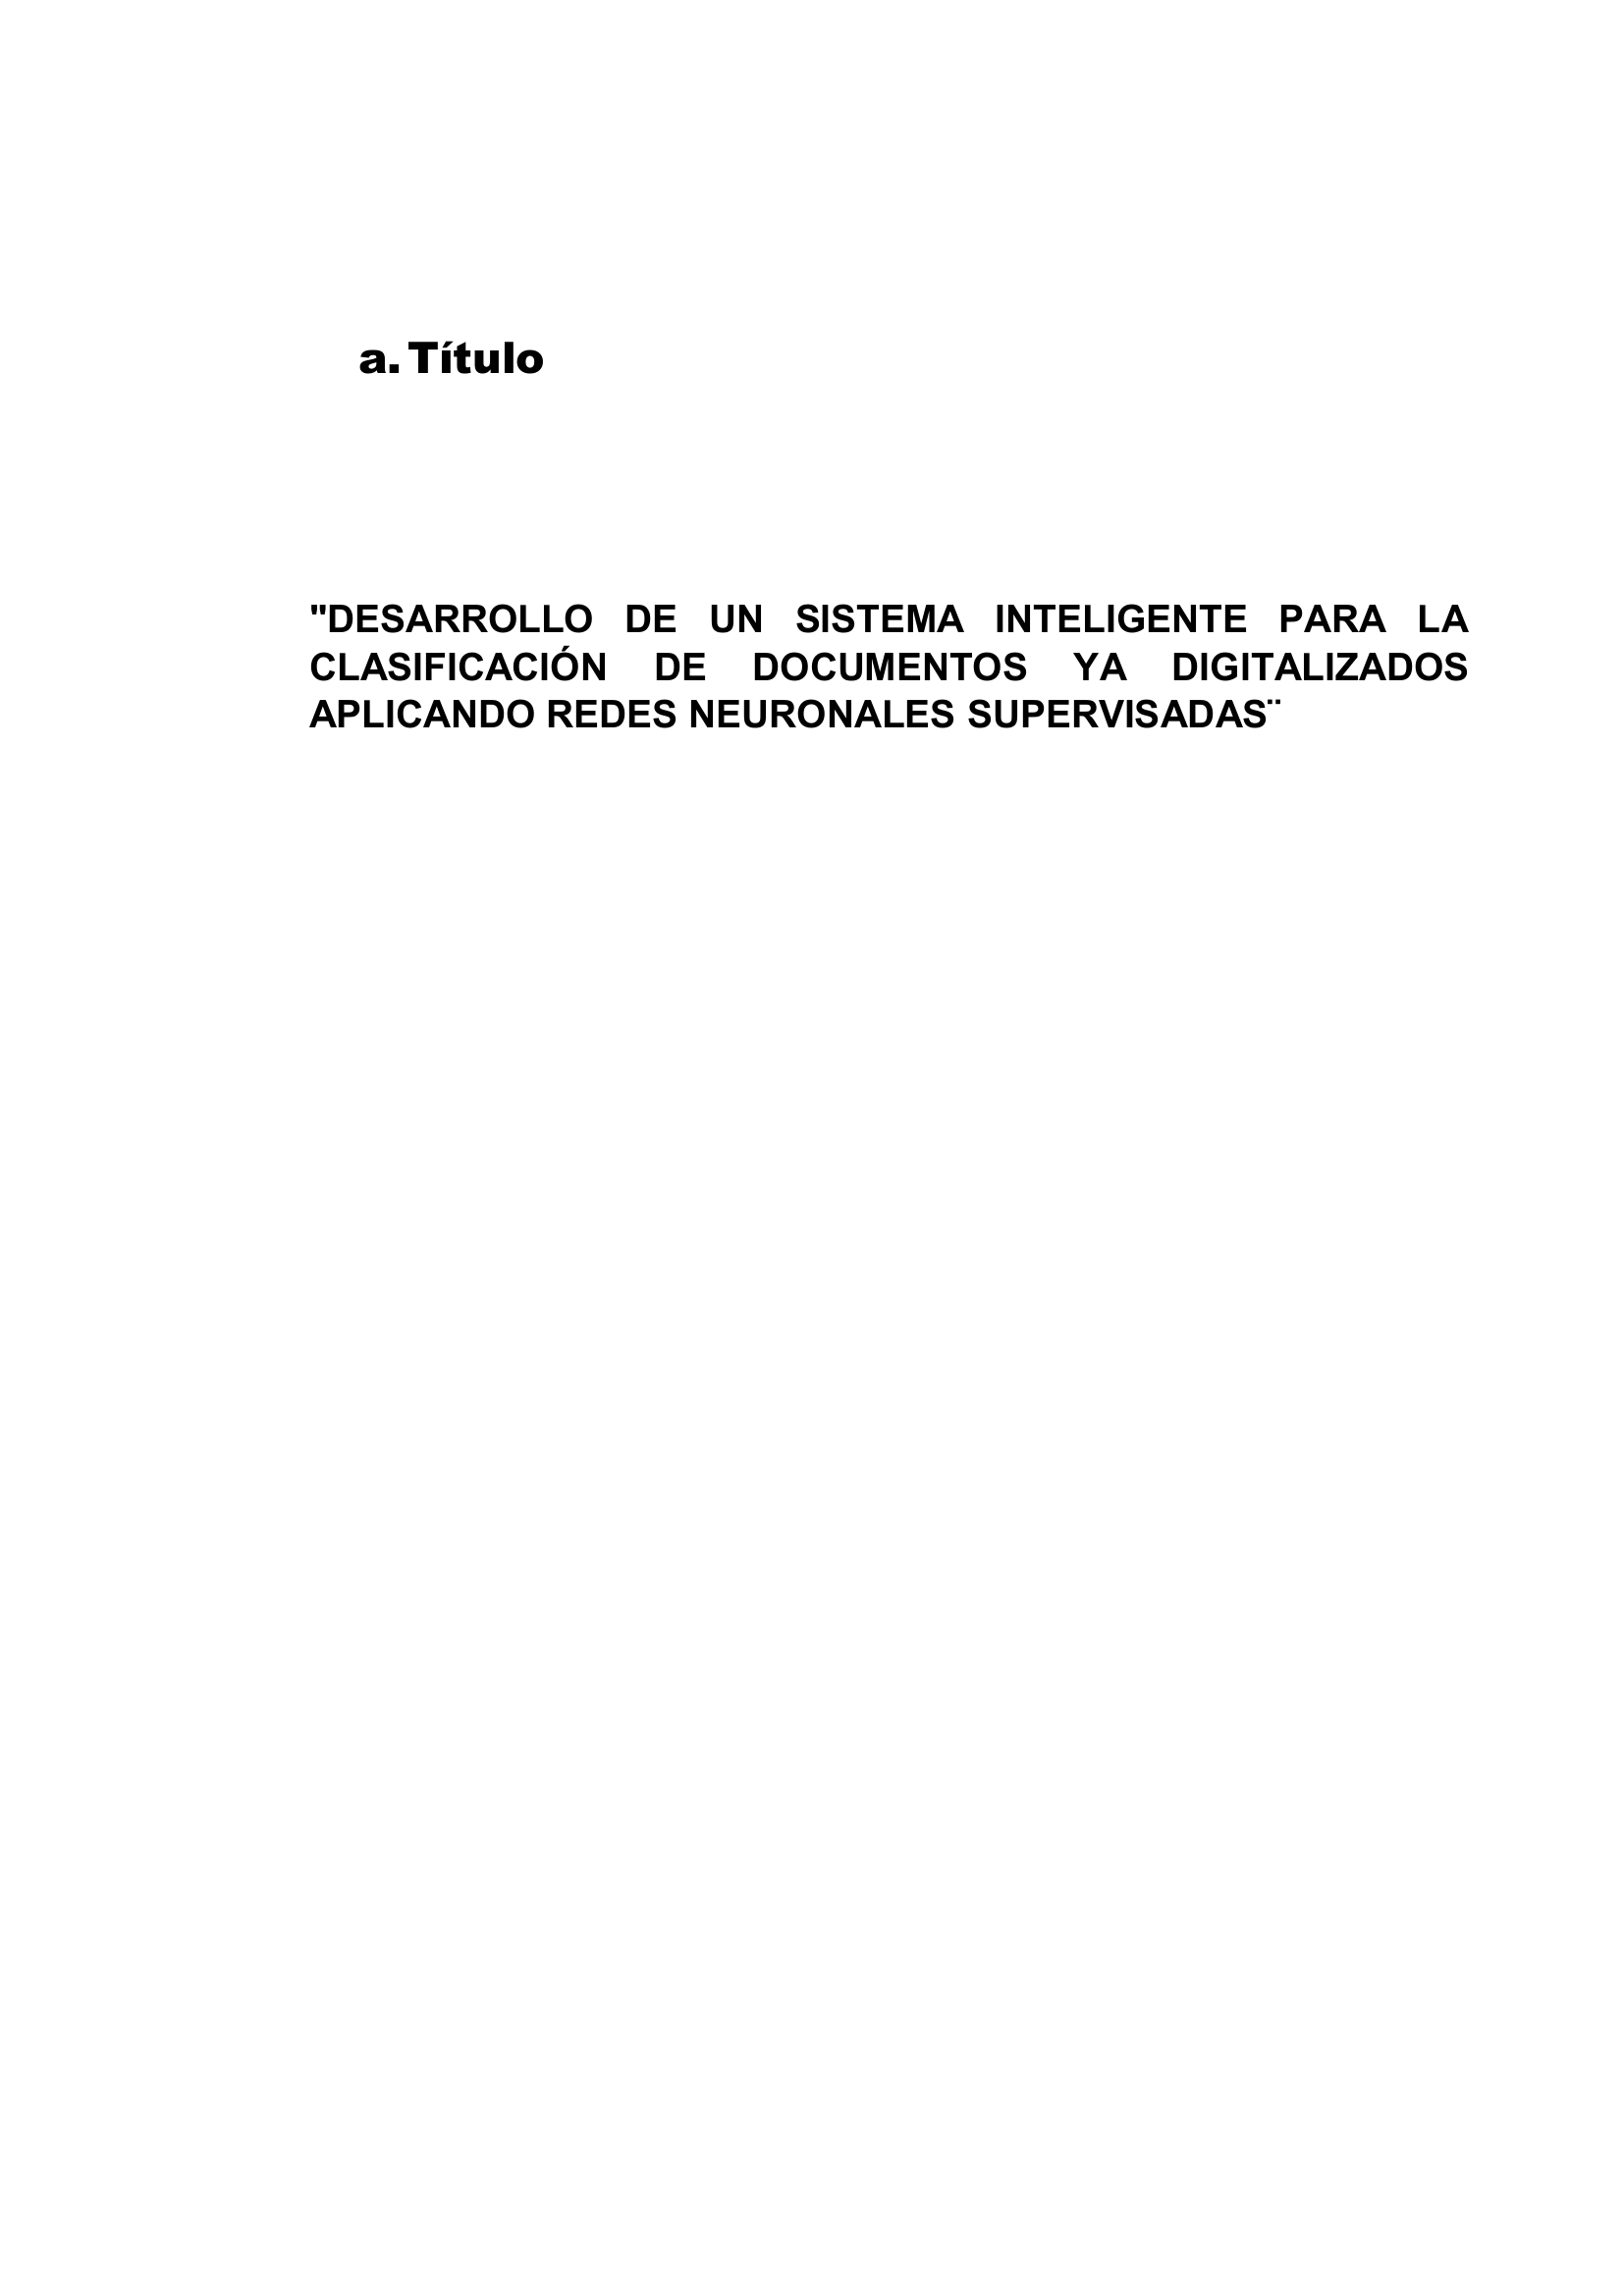 a. Título
"DESARROLLO DE UN SISTEMA INTELIGENTE PARA LA
CLASIFICACIÓN DE DOCUMENTOS YA DIGITALIZADOS
APLICANDO REDES NEURONALES SUPERVISADAS¨